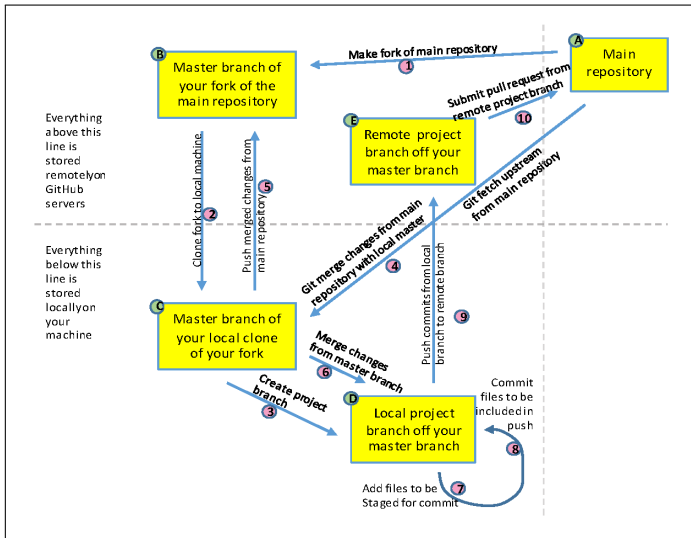 A
Main
repository
Make fork of main repository
1
B
Master branch of
your fork of the
main repository
Submit pull request from
remote project branch
10
E
Remote project
branch off your
master branch
Everything
above this
line is
stored
remotelyon
GitHub
servers
Clone fork to local machine
2
Push merged changes from
main repository
5
Git fetch upstream
from main repository
Git merge changes from main
repository with local master
4
Everything
below this
line is
stored
locallyon
your
machine
Push commits from local
branch to remote branch
9
C
Master branch of
your local clone
of your fork
Merge changes
from master branch
6
Create project
branch
3
D
Local project
branch off your
master branch
Commit
files to be
included in
push
8
7
Add files to be
Staged for commit